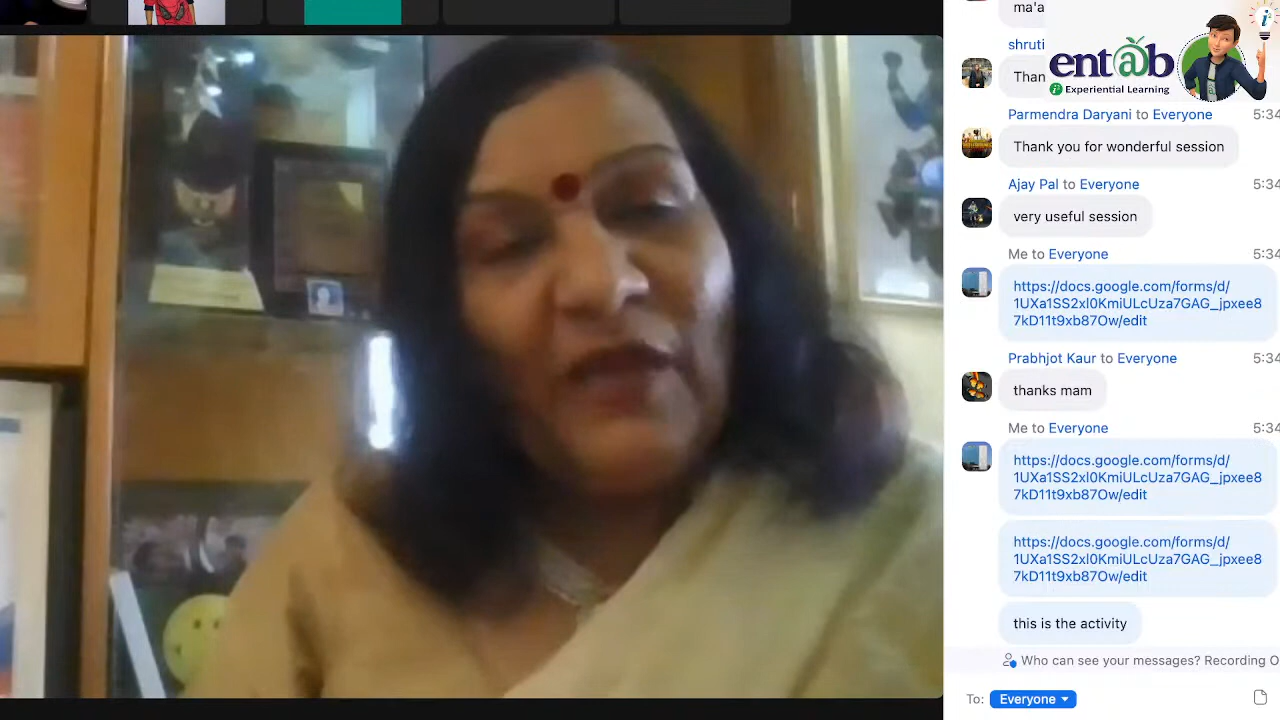 ma'a
shruti
Than
entab
Experiential Learning
Parmendra Daryani to Everyone 5:34
Thank you for wonderful session
Ajay Pal to Everyone 5:34
very useful session
Me to Everyone 5:34
https://docs.google.com/forms/d/
1UXa1SS2xl0KmiULcUza7GAG_jpxee8
7kD11t9xb87Ow/edit
Prabhjot Kaur to Everyone 5:34
thanks mam
Me to Everyone 5:34
https://docs.google.com/forms/d/
1UXa1SS2xl0KmiULcUza7GAG_jpxee8
7kD11t9xb87Ow/edit
https://docs.google.com/forms/d/
1UXa1SS2xl0KmiULcUza7GAG_jpxee8
7kD11t9xb87Ow/edit
this is the activity
Who can see your messages? Recording O
To: Everyone